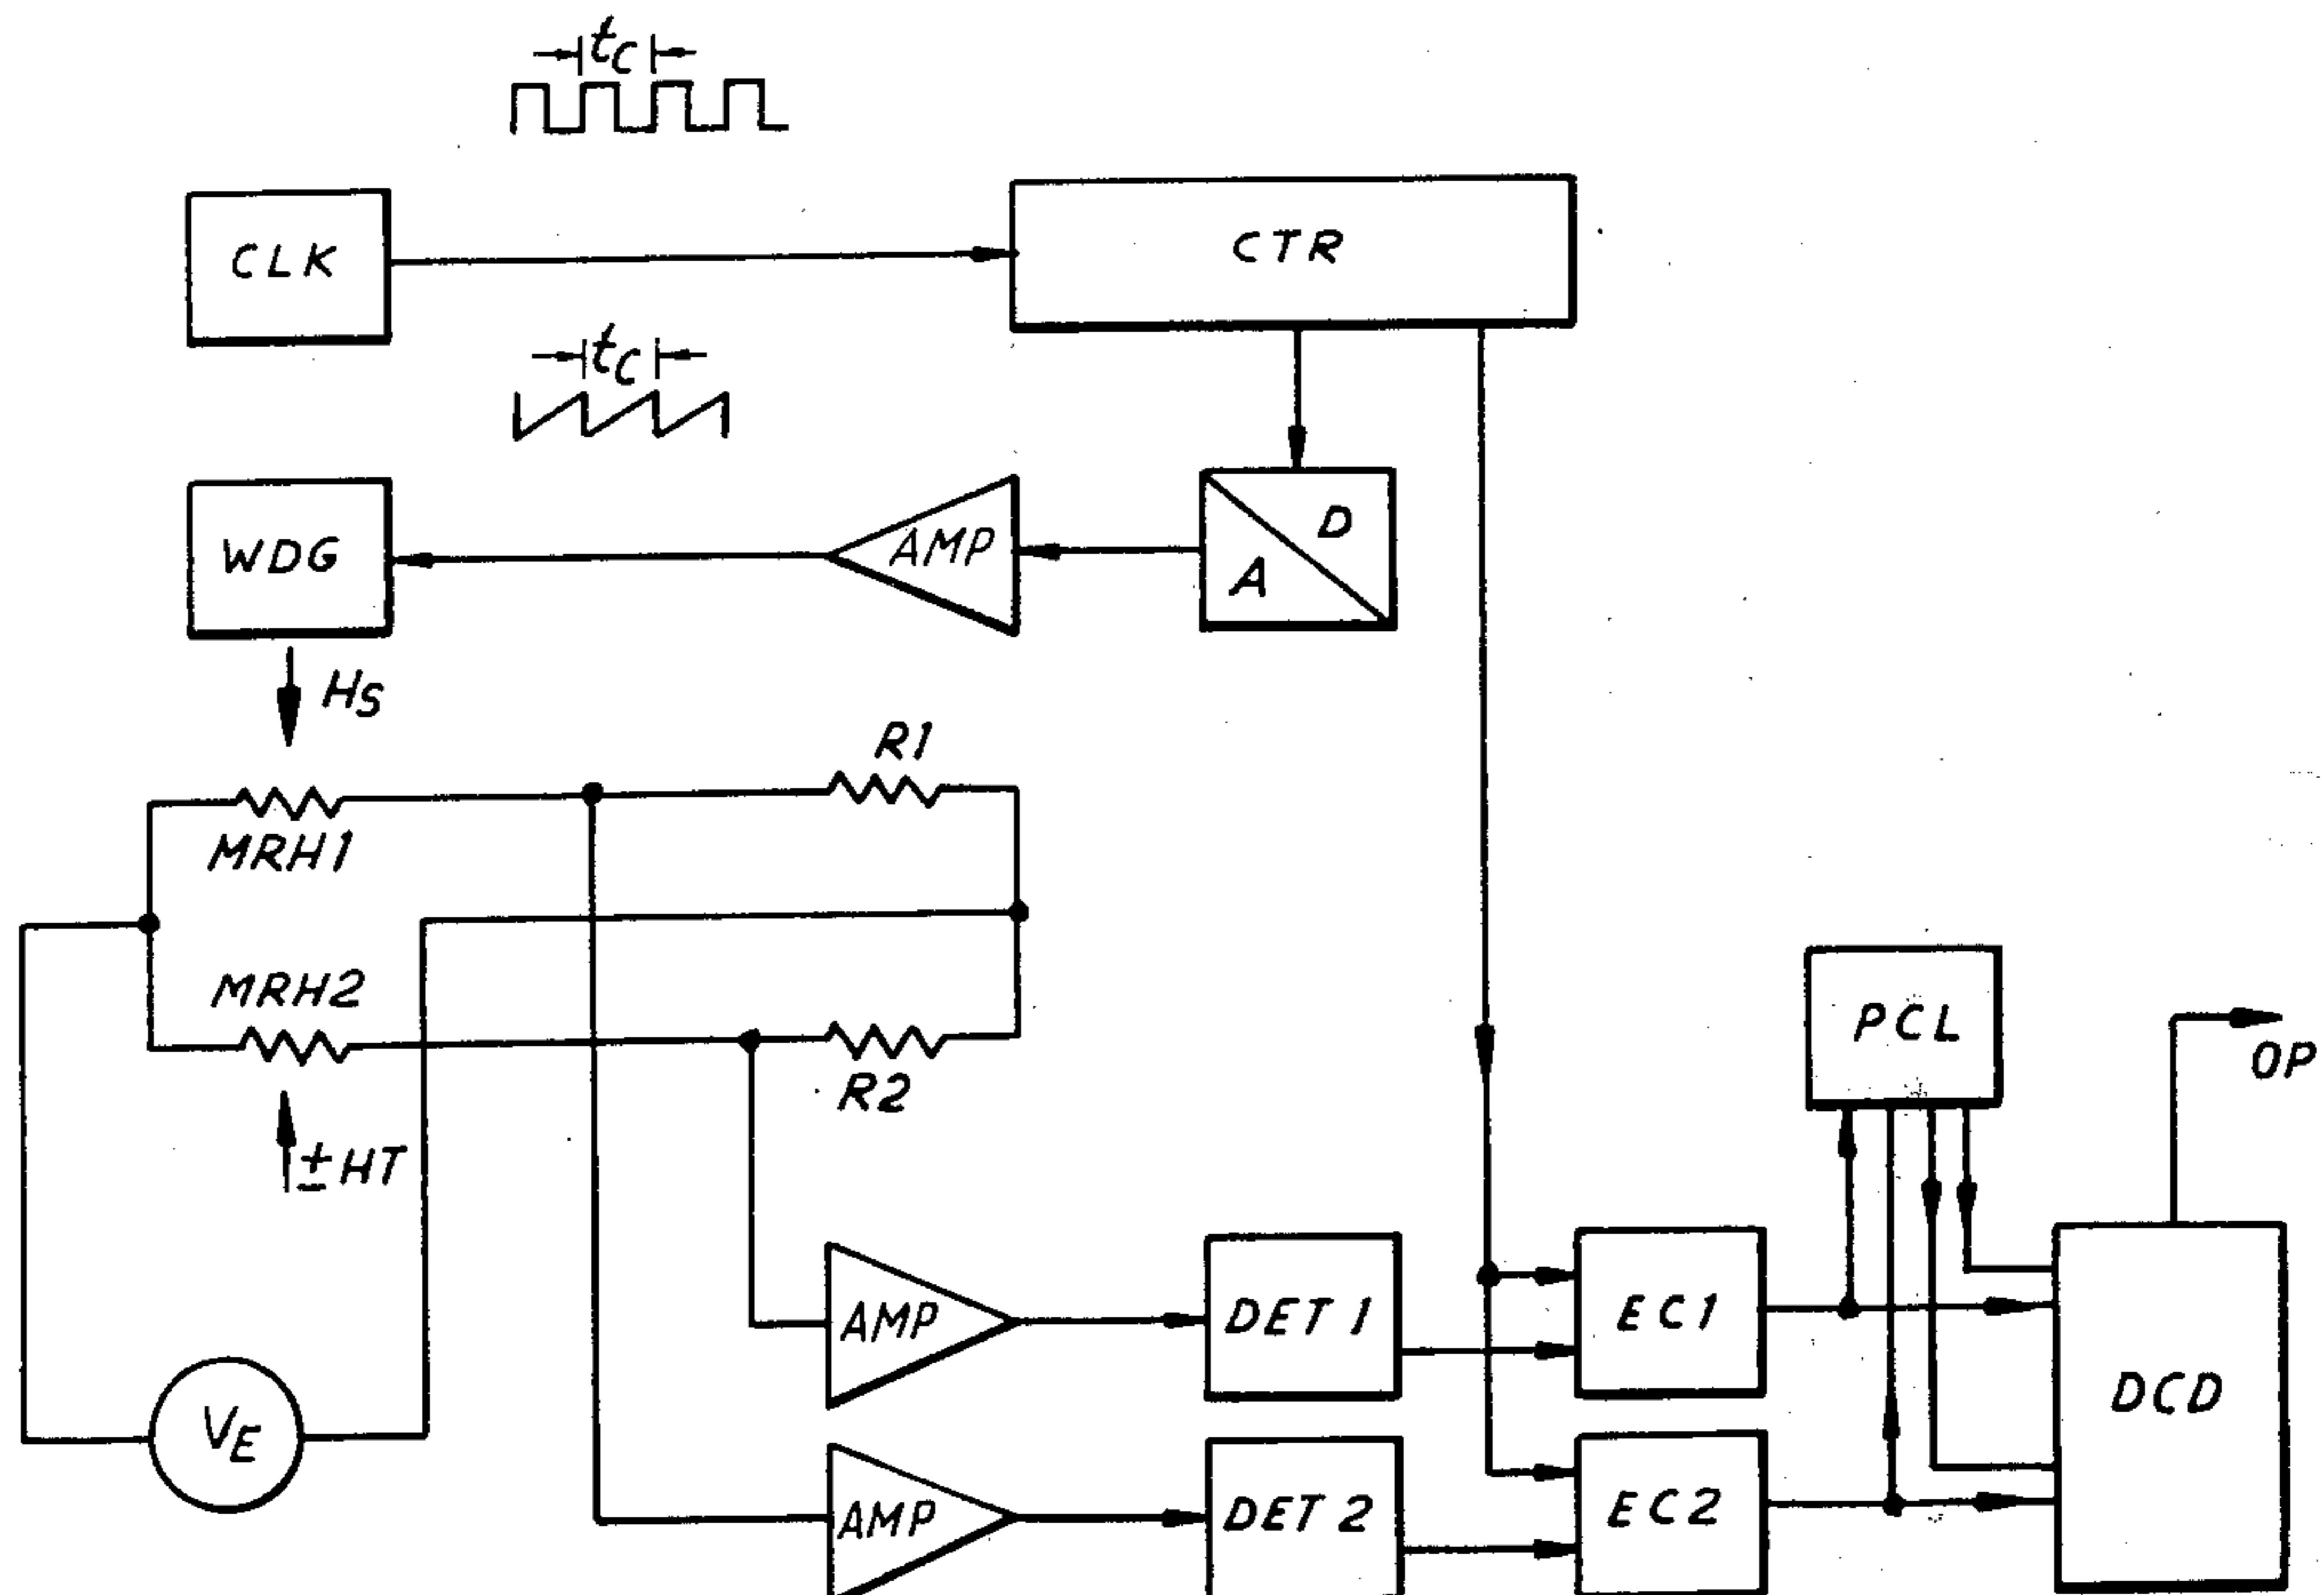 tC
CLK
CTR
tC
WDG
AMP
D
A
HS
R1
MRH1
MRH2
R2
±HT
PCL
OP
AMP
DET 1
EC1
DCD
VE
AMP
DET 2
EC2